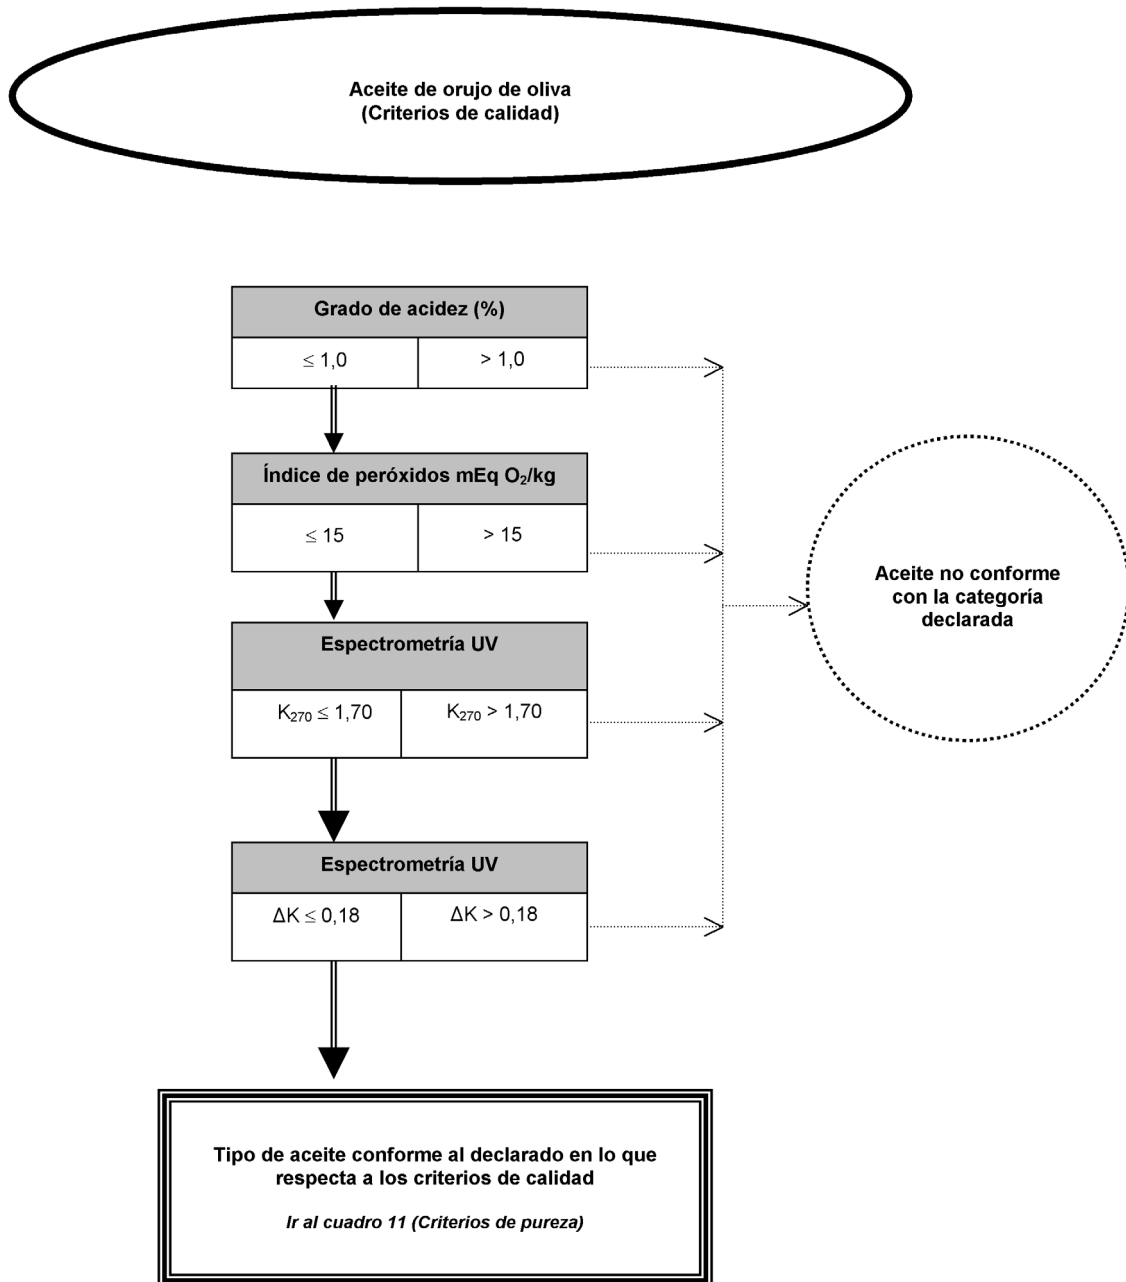 Aceite de orujo de oliva
(Criterios de calidad)
Grado de acidez (%)
≤ 1,0
> 1,0
Índice de peróxidos mEq O₂/kg
≤ 15
> 15
Espectrometría UV
K₂₇₀ ≤ 1,70
K₂₇₀ > 1,70
Espectrometría UV
ΔK ≤ 0,18
ΔK > 0,18
Aceite no conforme
con la categoría
declarada
Tipo de aceite conforme al declarado en lo que
respecta a los criterios de calidad
Ir al cuadro 11 (Criterios de pureza)